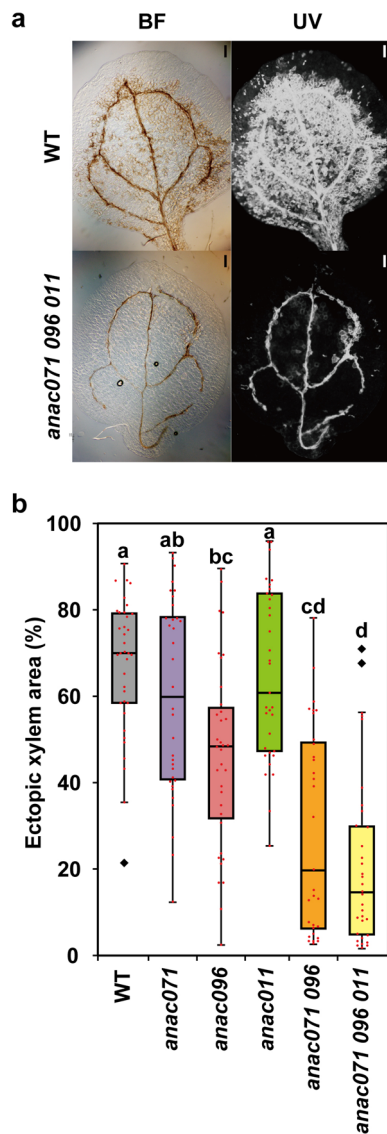 a
BF UV
WT
anac071 096 011
b
100
80
60
40
20
0
Ectopic xylem area (%)
a ab bc a cd d
WT
anac071
anac096
anac011
anac071 096
anac071 096 011